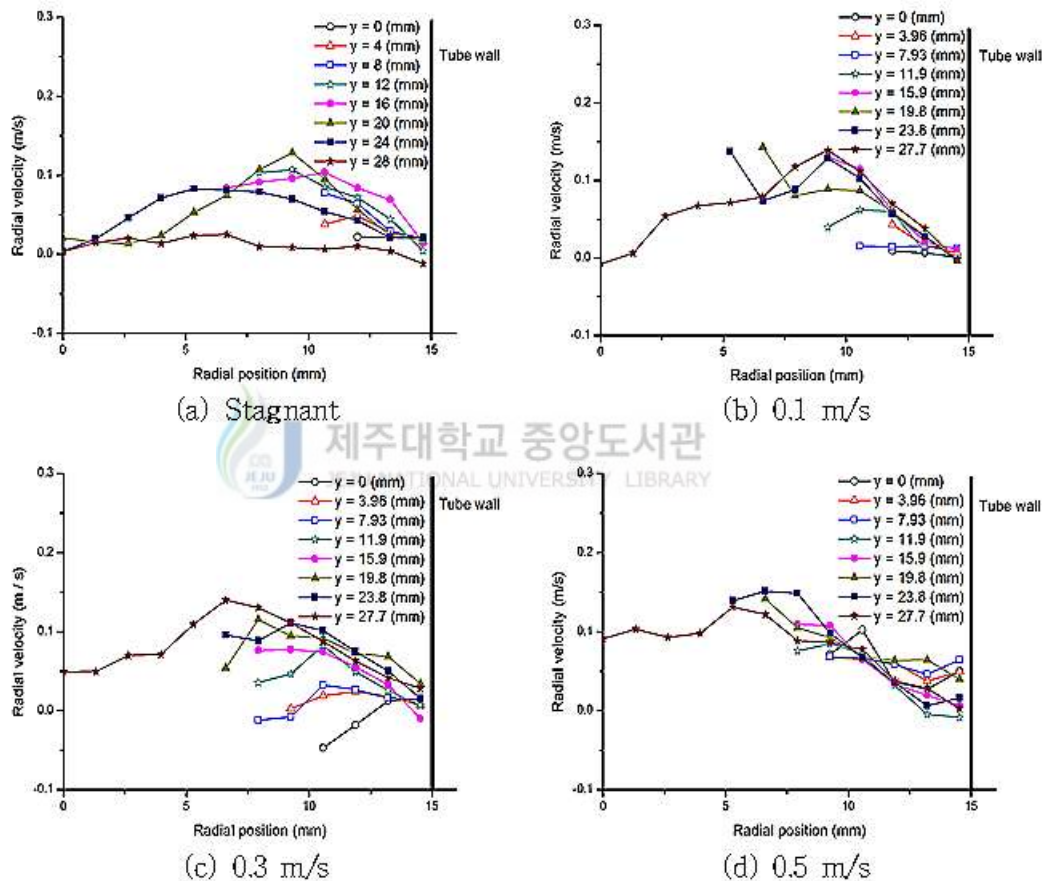 0.3
0.2
0.1
0.0
-0.1
Radial velocity (m/s)
y = 0 (mm)
y = 4 (mm)
y = 8 (mm)
y = 12 (mm)
y = 16 (mm)
y = 20 (mm)
y = 24 (mm)
y = 28 (mm)
Tube wall
0 5 10 15
Radial position (mm)
(a) Stagnant
0.3
0.2
0.1
0.0
-0.1
Radial velocity (m/s)
y = 0 (mm)
y = 3.96 (mm)
y = 7.93 (mm)
y = 11.9 (mm)
y = 15.9 (mm)
y = 19.8 (mm)
y = 23.8 (mm)
y = 27.7 (mm)
Tube wall
0 5 10 15
Radial position (mm)
(b) 0.1 m/s
제주대학교 중앙도서관
JEJU NATIONAL UNIVERSITY LIBRARY
JEJU
1952
0.3
0.2
0.1
0.0
-0.1
Radial velocity (m / s)
y = 0 (mm)
y = 3.96 (mm)
y = 7.93 (mm)
y = 11.9 (mm)
y = 15.9 (mm)
y = 19.8 (mm)
y = 23.8 (mm)
y = 27.7 (mm)
Tube wall
0 5 10 15
Radial position (mm)
(c) 0.3 m/s
0.3
0.2
0.1
0.0
-0.1
Radial velocity (m/s)
y = 0 (mm)
y = 3.96 (mm)
y = 7.93 (mm)
y = 11.9 (mm)
y = 15.9 (mm)
y = 19.8 (mm)
y = 23.8 (mm)
y = 27.7 (mm)
Tube wall
0 5 10 15
Radial position (mm)
(d) 0.5 m/s